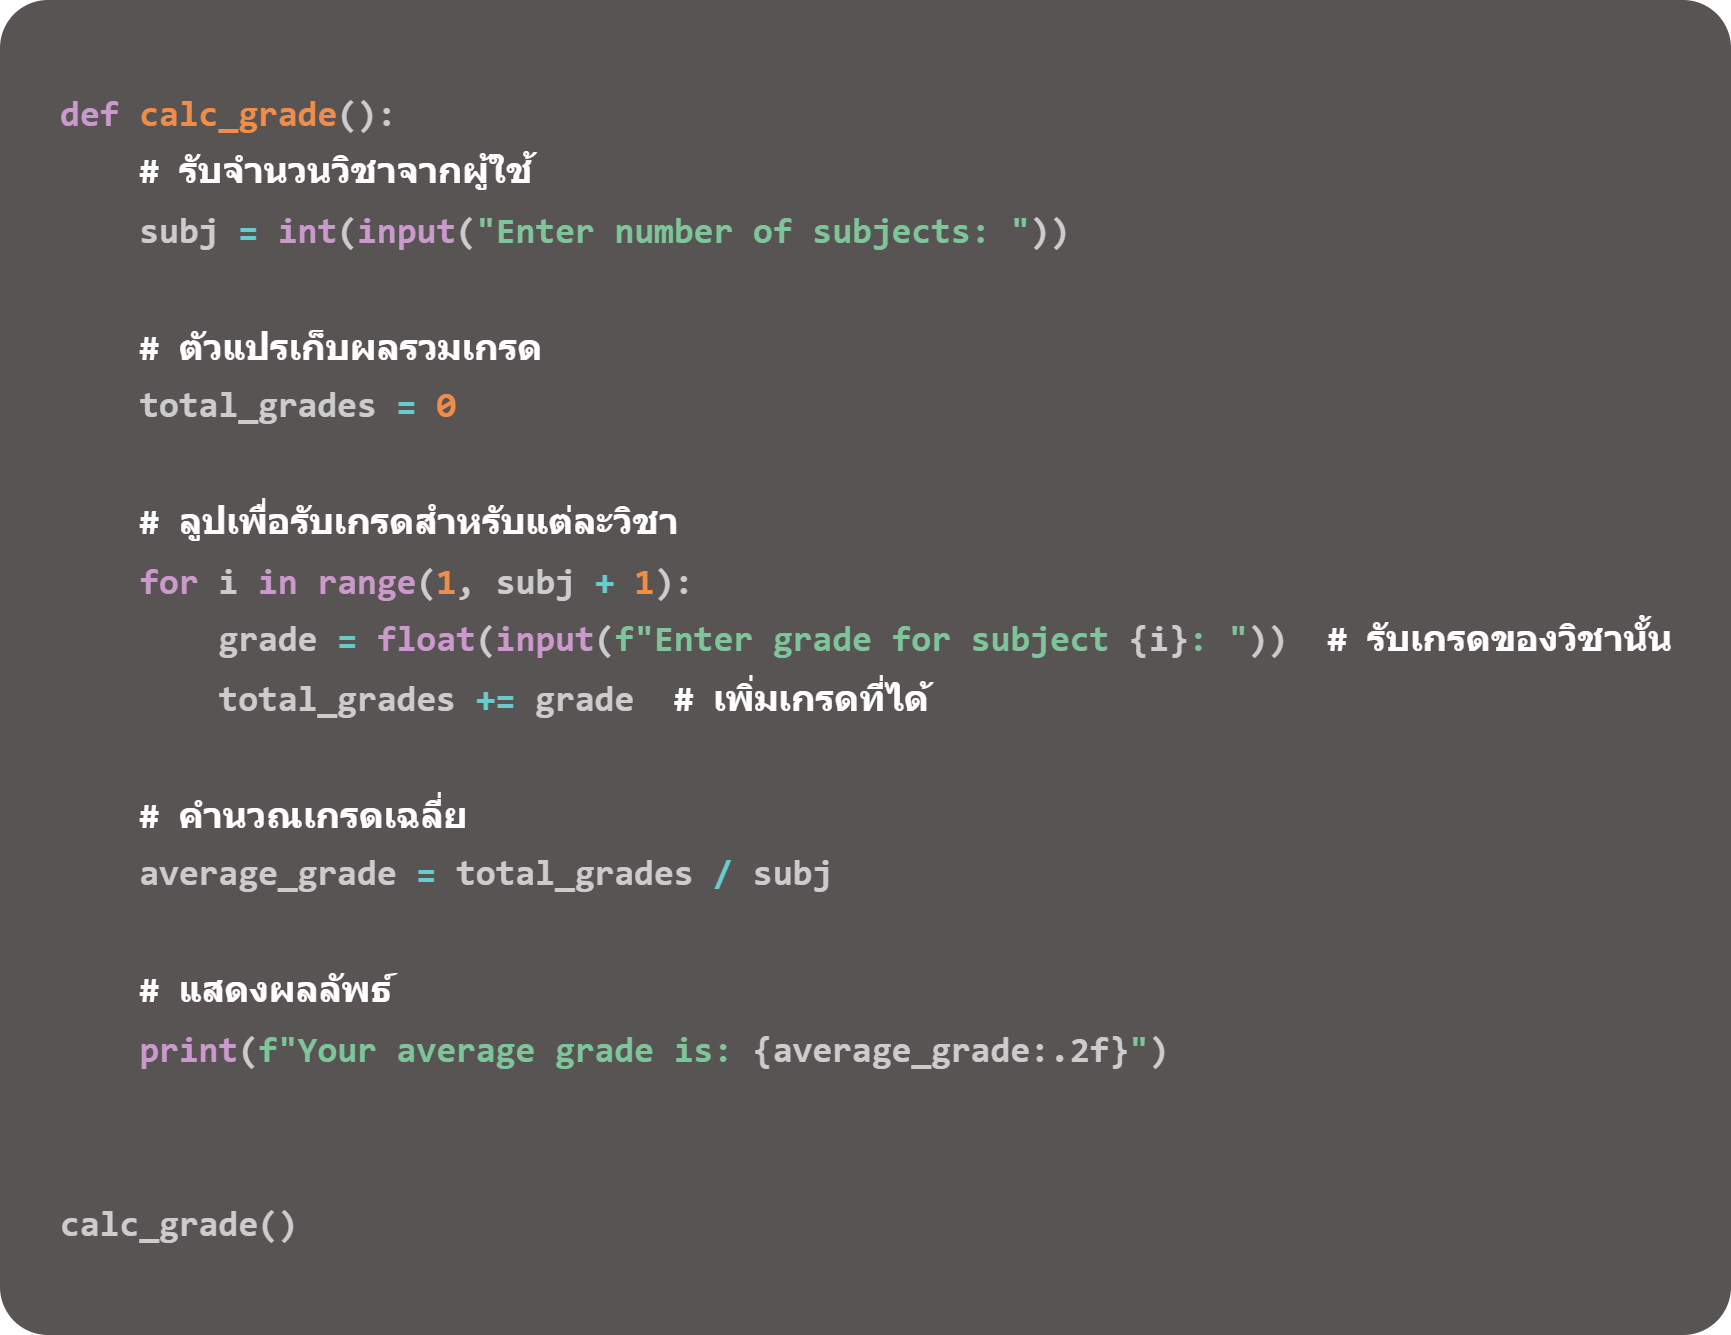 def calc_grade():
    # รับจำนวนวิชาจากผู้ใช้
    subj = int(input("Enter number of subjects: "))
    # ตัวแปรเก็บผลรวมเกรด
    total_grades = 0
    # ลูปเพื่อรับเกรดสำหรับแต่ละวิชา
    for i in range(1, subj + 1):
        grade = float(input(f"Enter grade for subject {i}: "))  # รับเกรดของวิชานั้น
        total_grades += grade  # เพิ่มเกรดที่ได้
    # คำนวณเกรดเฉลี่ย
    average_grade = total_grades / subj
    # แสดงผลลัพธ์
    print(f"Your average grade is: {average_grade:.2f}")
calc_grade()